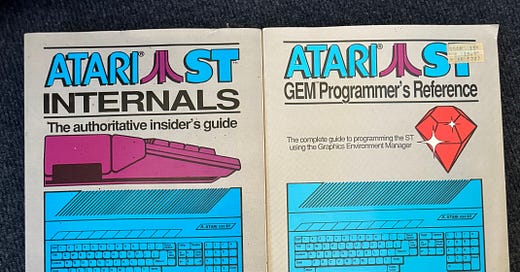 ATARI® ST
INTERNALS
The authoritative insider's guide
ATARI® ST
GEM™ Programmer's Reference
The complete guide to programming the ST
using the Graphics Environment Manager